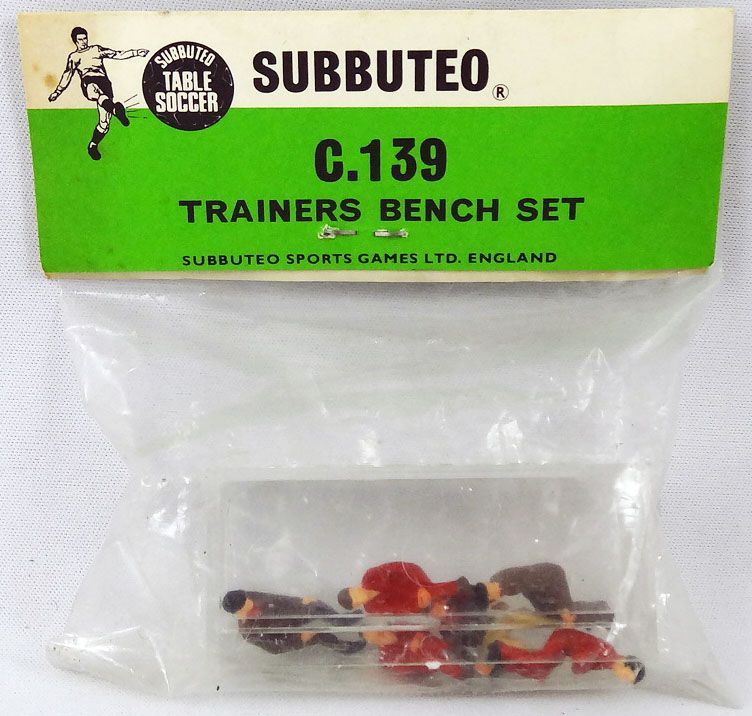 SUBBUTEO
TABLE
SOCCER
SUBBUTEO ®
C.139
TRAINERS BENCH SET
SUBBUTEO SPORTS GAMES LTD. ENGLAND